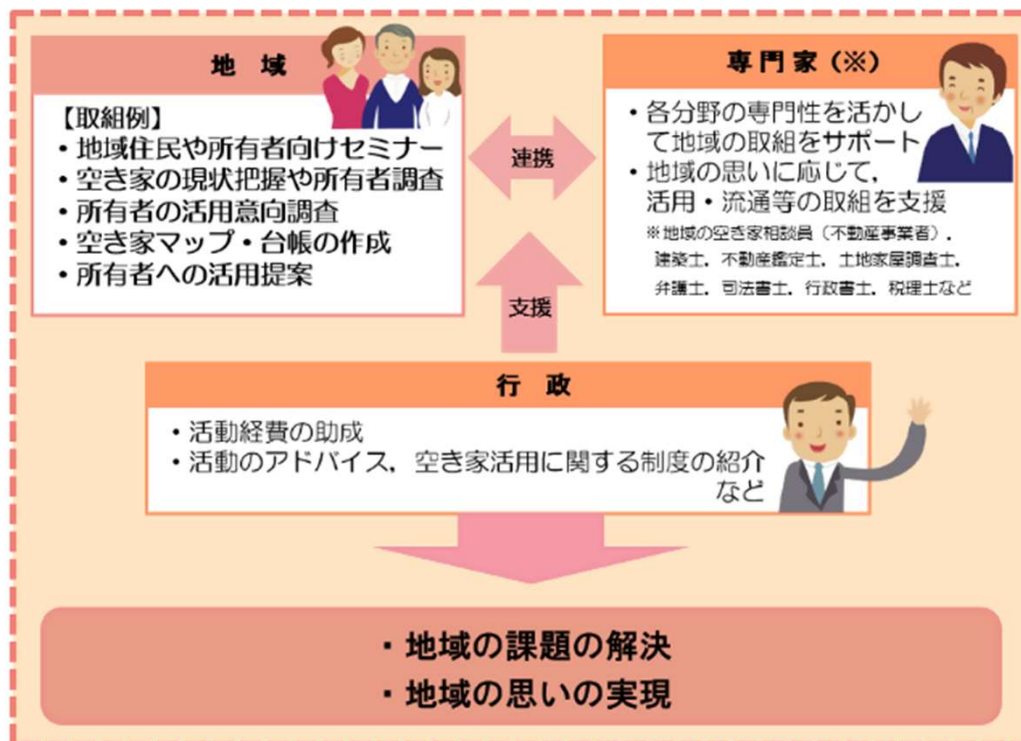 地域
【取組例】
・地域住民や所有者向けセミナー
・空き家の現状把握や所有者調査
・所有者の活用意向調査
・空き家マップ・台帳の作成
・所有者への活用提案
連携
専門家（※）
・各分野の専門性を活かし
て地域の取組をサポート
・地域の思いに応じて，
活用・流通等の取組を支援
※地域の空き家相談員（不動産事業者），
建築士，不動産鑑定士，土地家屋調査士，
弁護士，司法書士，行政書士，税理士など
支援
行政
・活動経費の助成
・活動のアドバイス，空き家活用に関する制度の紹介
など
・地域の課題の解決
・地域の思いの実現